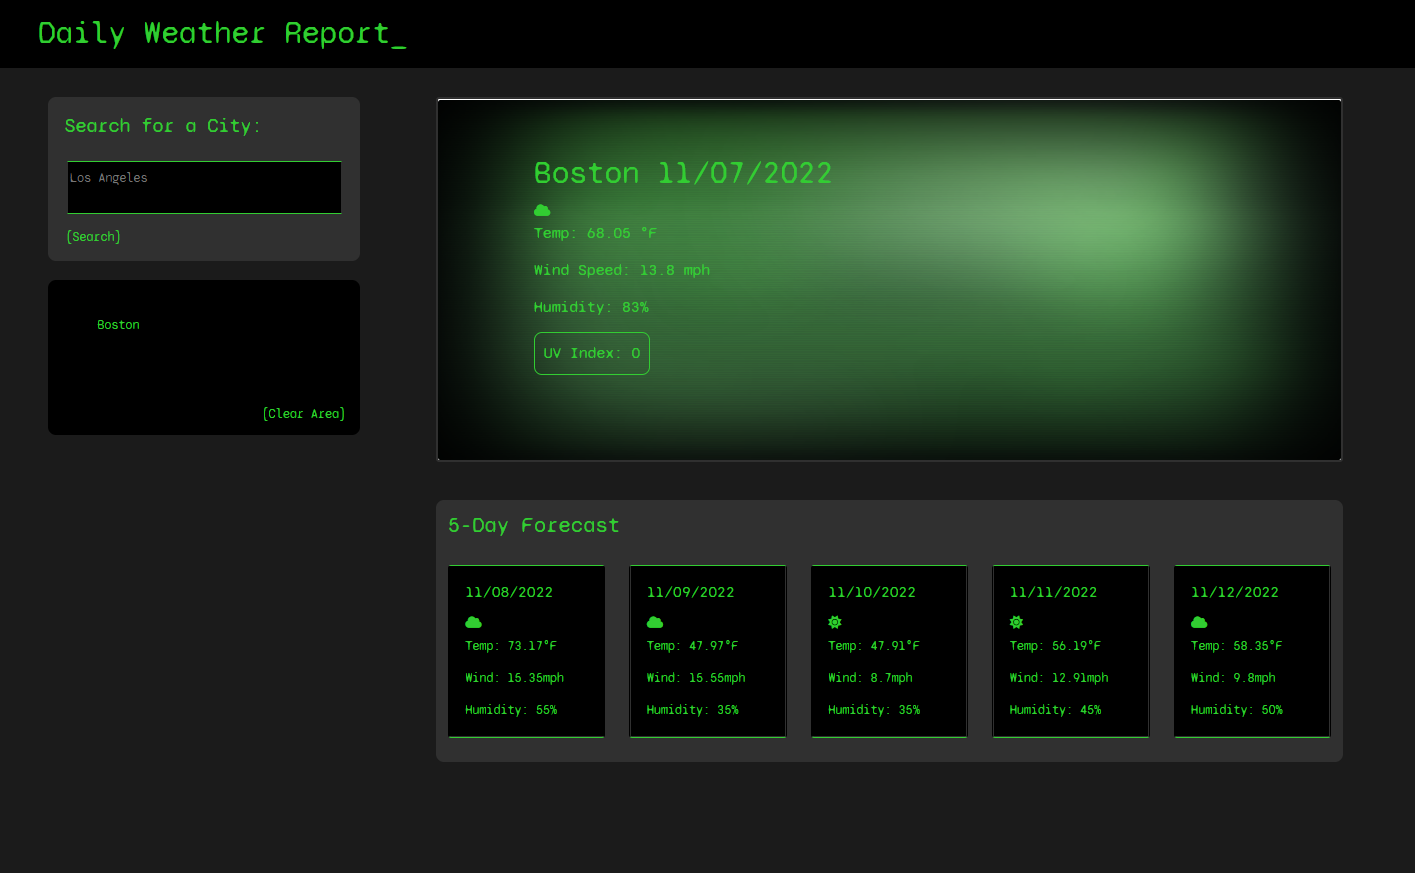 Daily Weather Report_
Search for a City:
Los Angeles
[Search]
Boston
[Clear Area]
Boston 11/07/2022
Temp: 68.05 °F
Wind Speed: 13.8 mph
Humidity: 83%
UV Index: 0
5-Day Forecast
11/08/2022
Temp: 73.17°F
Wind: 15.35mph
Humidity: 55%
11/09/2022
Temp: 47.97°F
Wind: 15.55mph
Humidity: 35%
11/10/2022
Temp: 47.91°F
Wind: 8.7mph
Humidity: 35%
11/11/2022
Temp: 56.19°F
Wind: 12.91mph
Humidity: 45%
11/12/2022
Temp: 58.35°F
Wind: 9.8mph
Humidity: 50%